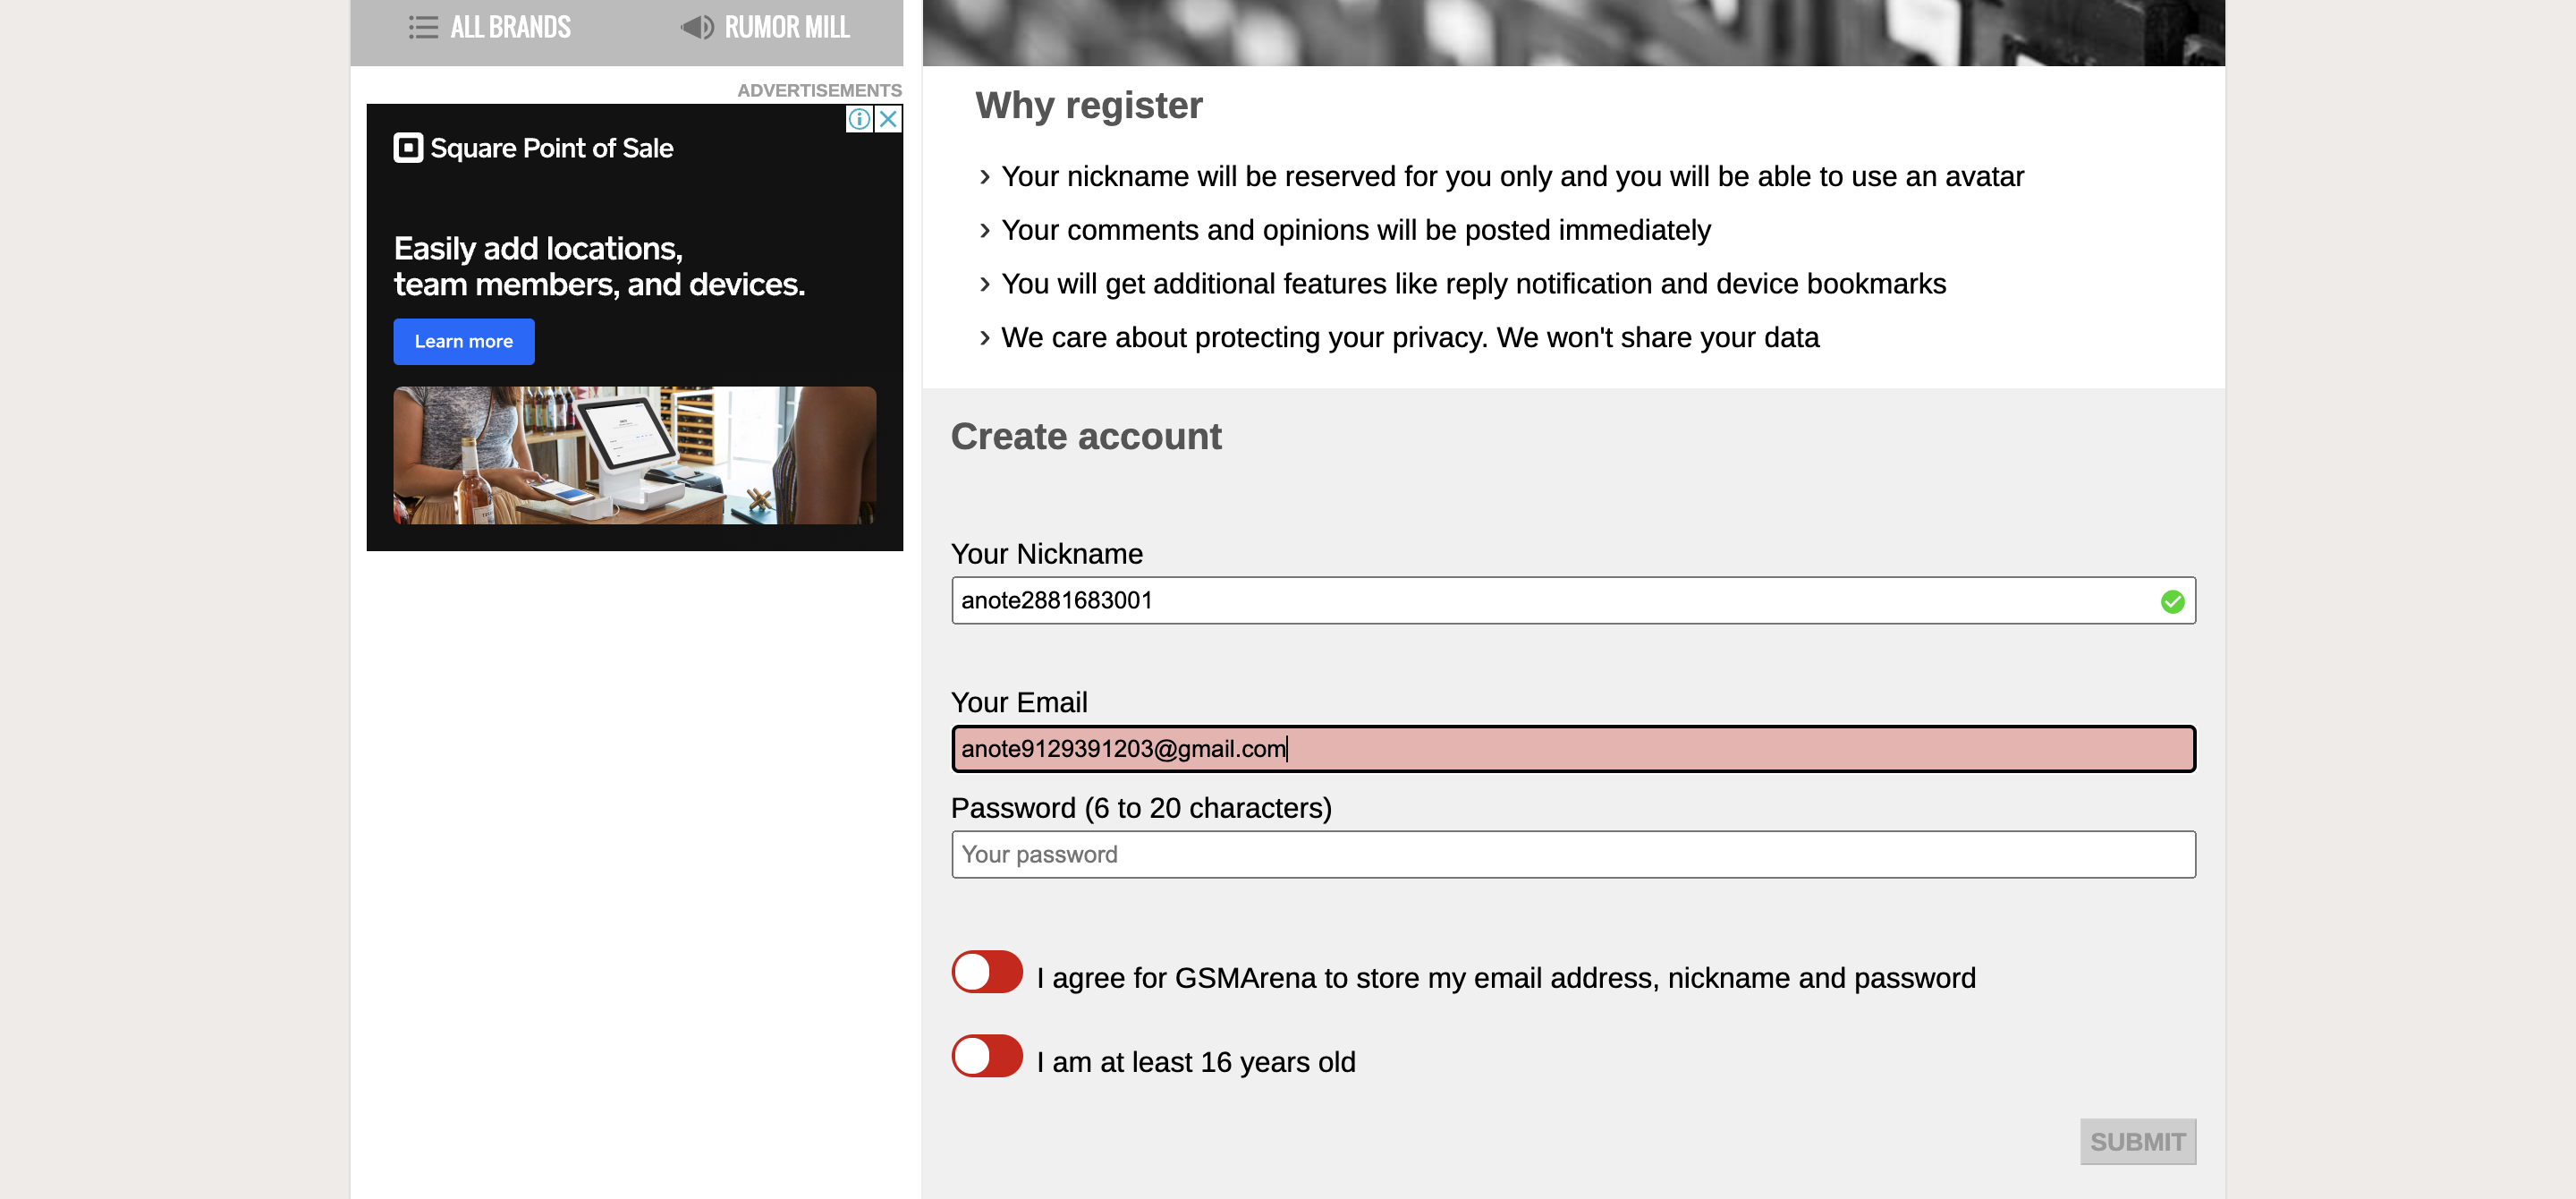 ALL BRANDS
RUMOR MILL
ADVERTISEMENTS
Square Point of Sale
Easily add locations,
team members, and devices.
Learn more
Why register
› Your nickname will be reserved for you only and you will be able to use an avatar
› Your comments and opinions will be posted immediately
› You will get additional features like reply notification and device bookmarks
› We care about protecting your privacy. We won't share your data
Create account
Your Nickname
anote2881683001
Your Email
anote9129391203@gmail.com
Password (6 to 20 characters)
Your password
I agree for GSMArena to store my email address, nickname and password
I am at least 16 years old
SUBMIT